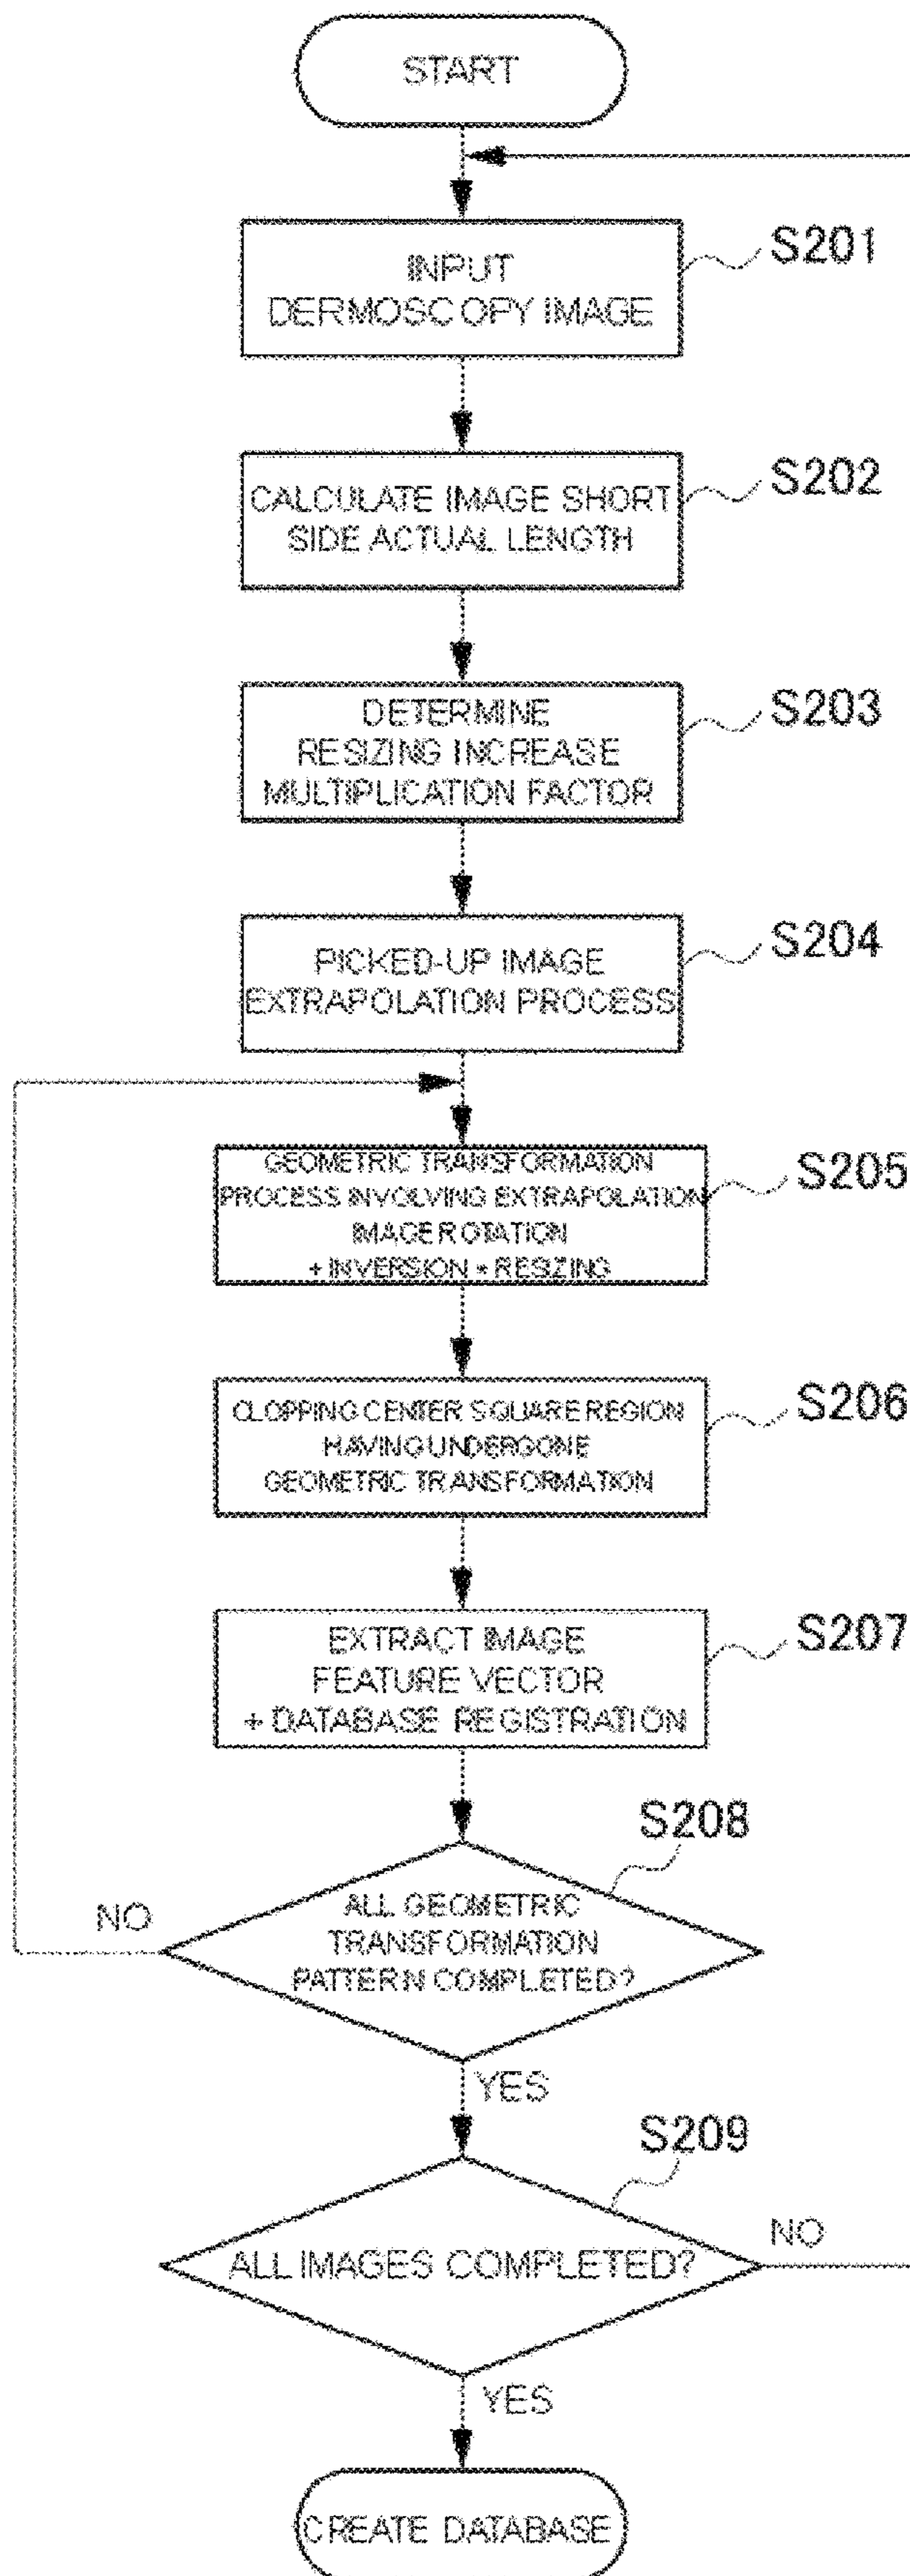 START
INPUT
DERMOSCOPY IMAGE
S201
CALCULATE IMAGE SHORT
SIDE ACTUAL LENGTH
S202
DETERMINE
RESIZING INCREASE
MULTIPLICATION FACTOR
S203
PICKED-UP IMAGE
EXTRAPOLATION PROCESS
S204
GEOMETRIC TRANSFORMATION
PROCESS INVOLVING EXTRAPOLATION
IMAGE ROTATION
+ INVERSION + RESIZING
S205
CLOPPING CENTER SQUARE REGION
HAVING UNDERGONE
GEOMETRIC TRANSFORMATION
S206
EXTRACT IMAGE
FEATURE VECTOR
+ DATABASE REGISTRATION
S207
S208
ALL GEOMETRIC
TRANSFORMATION
PATTERN COMPLETED?
NO
YES
S209
ALL IMAGES COMPLETED?
NO
YES
CREATE DATABASE